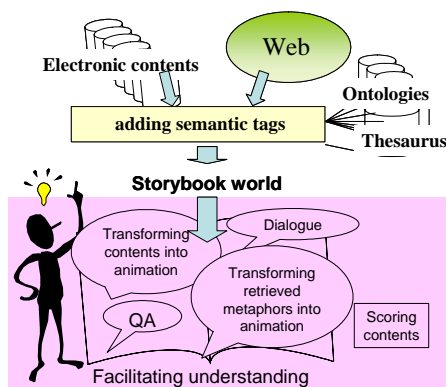 Web
Electronic contents
Ontologies
adding semantic tags
Thesaurus
Storybook world
Dialogue
Transforming
contents into
animation
Transforming
retrieved
metaphors into
animation
QA
Scoring
contents
Facilitating understanding